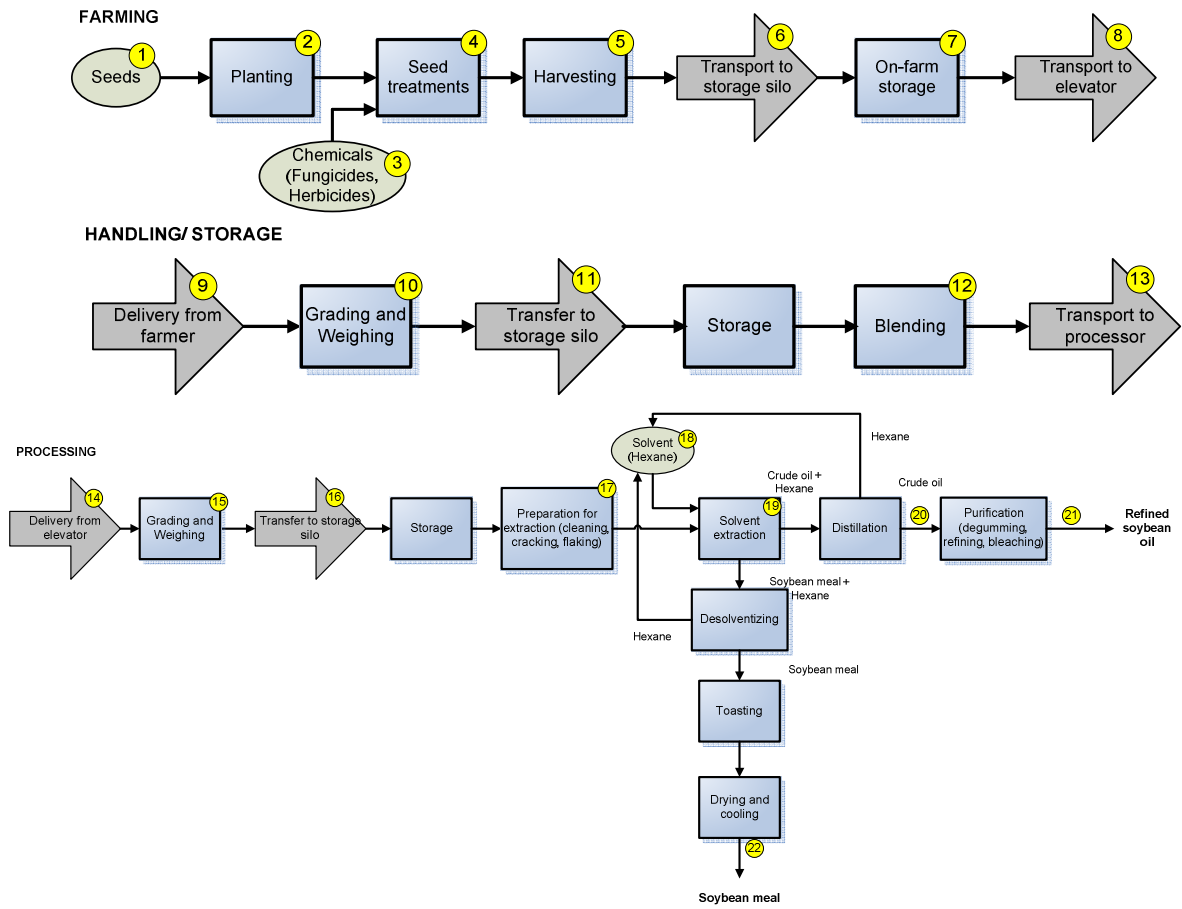 FARMING
1
Seeds
2
Planting
3
Chemicals
(Fungicides,
Herbicides)
4
Seed
treatments
5
Harvesting
6
Transport to
storage silo
7
On-farm
storage
8
Transport to
elevator
HANDLING/ STORAGE
9
Delivery from
farmer
10
Grading and
Weighing
11
Transfer to
storage silo
Storage
12
Blending
13
Transport to
processor
PROCESSING
14
Delivery from
elevator
15
Grading and
Weighing
16
Transfer to storage
silo
Storage
17
Preparation for
extraction (cleaning,
cracking, flaking)
18
Solvent
(Hexane)
Hexane
19
Solvent
extraction
Crude oil +
Hexane
Distillation
Crude oil
20
Purification
(degumming,
refining, bleaching)
21
Refined
soybean
oil
Soybean meal +
Hexane
Desolventizing
Hexane
Soybean meal
Toasting
Drying and
cooling
22
Soybean meal